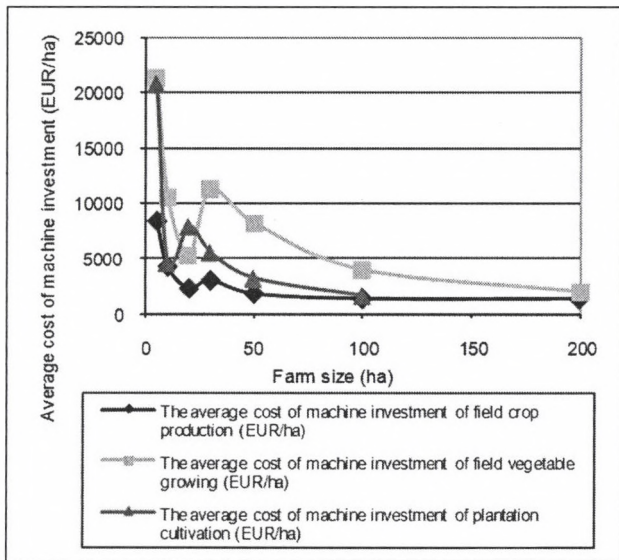 Average cost of machine investment (EUR/ha)
25000
20000
15000
10000
5000
0
0 50 100 150 200
Farm size (ha)
The average cost of machine investment of field crop
production (EUR/ha)
The average cost of machine investment of field vegetable
growing (EUR/ha)
The average cost of machine investment of plantation
cultivation (EUR/ha)